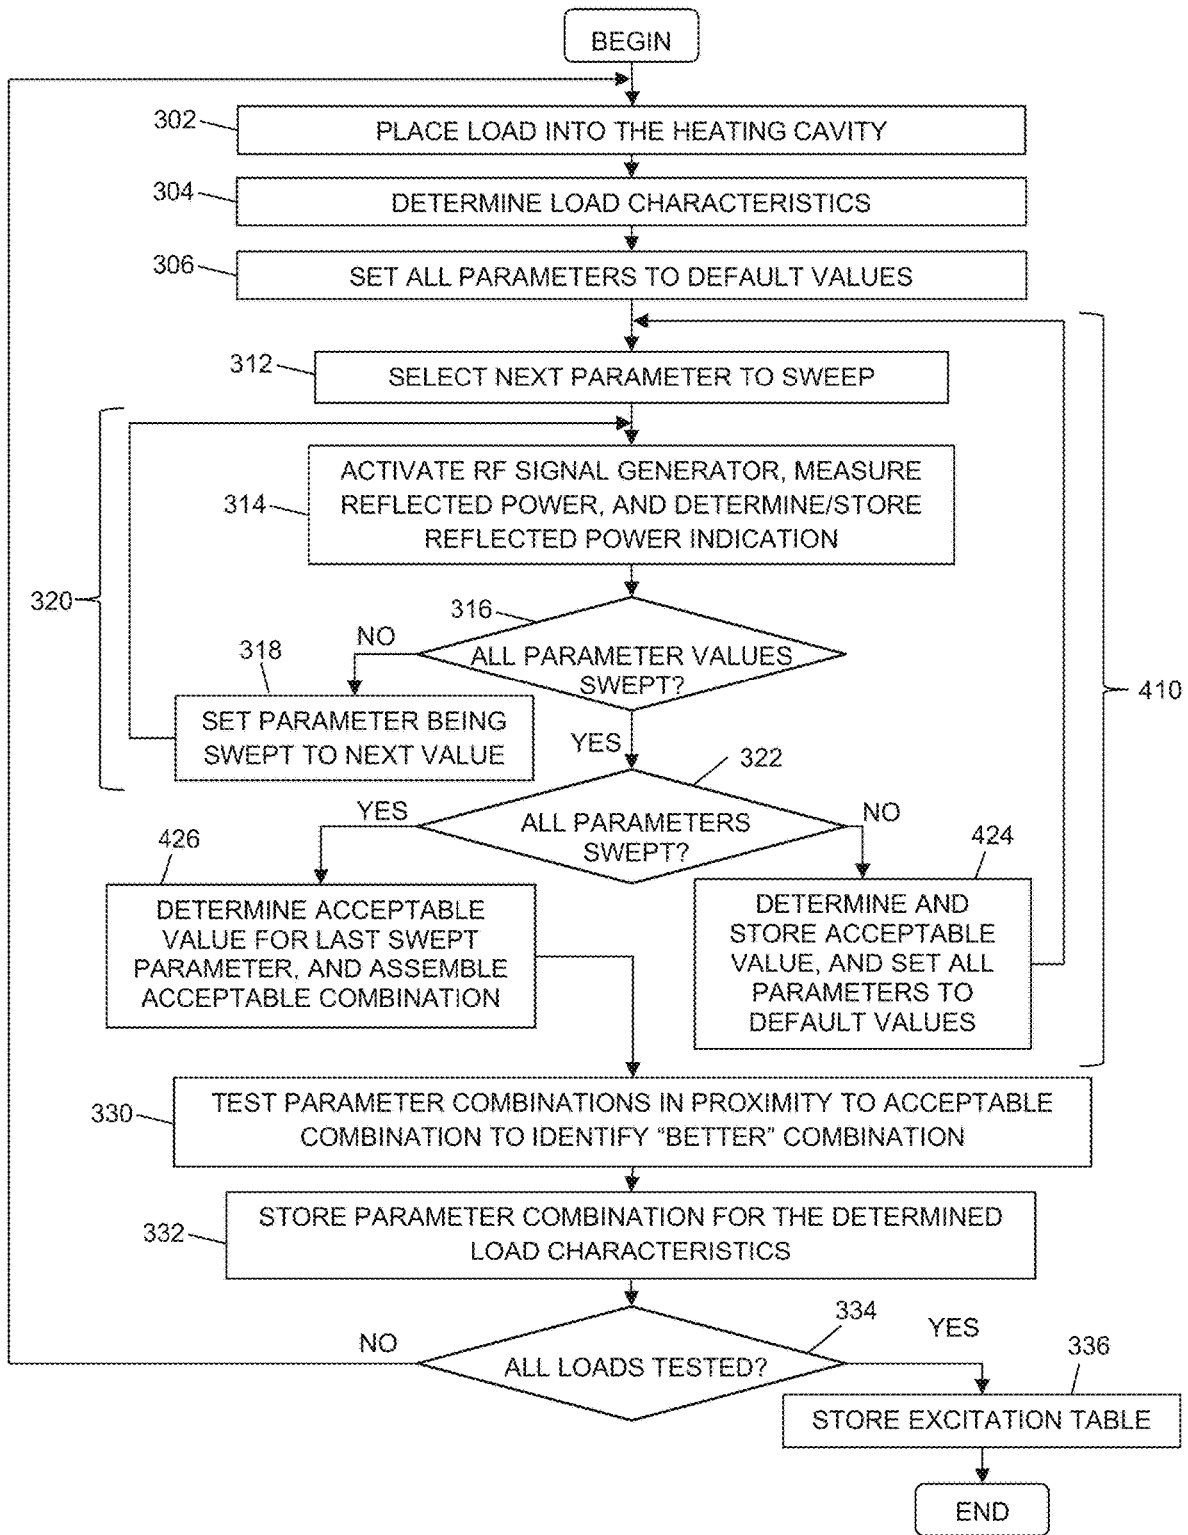 BEGIN
302
PLACE LOAD INTO THE HEATING CAVITY
304
DETERMINE LOAD CHARACTERISTICS
306
SET ALL PARAMETERS TO DEFAULT VALUES
312
SELECT NEXT PARAMETER TO SWEEP
314
ACTIVATE RF SIGNAL GENERATOR, MEASURE
REFLECTED POWER, AND DETERMINE/STORE
REFLECTED POWER INDICATION
320
316
ALL PARAMETER VALUES
SWEPT?
NO
318
SET PARAMETER BEING
SWEPT TO NEXT VALUE
410
YES
322
ALL PARAMETERS
SWEPT?
YES
NO
426
DETERMINE ACCEPTABLE
VALUE FOR LAST SWEPT
PARAMETER, AND ASSEMBLE
ACCEPTABLE COMBINATION
424
DETERMINE AND
STORE ACCEPTABLE
VALUE, AND SET ALL
PARAMETERS TO
DEFAULT VALUES
330
TEST PARAMETER COMBINATIONS IN PROXIMITY TO ACCEPTABLE
COMBINATION TO IDENTIFY “BETTER” COMBINATION
332
STORE PARAMETER COMBINATION FOR THE DETERMINED
LOAD CHARACTERISTICS
334
ALL LOADS TESTED?
NO
YES
336
STORE EXCITATION TABLE
END